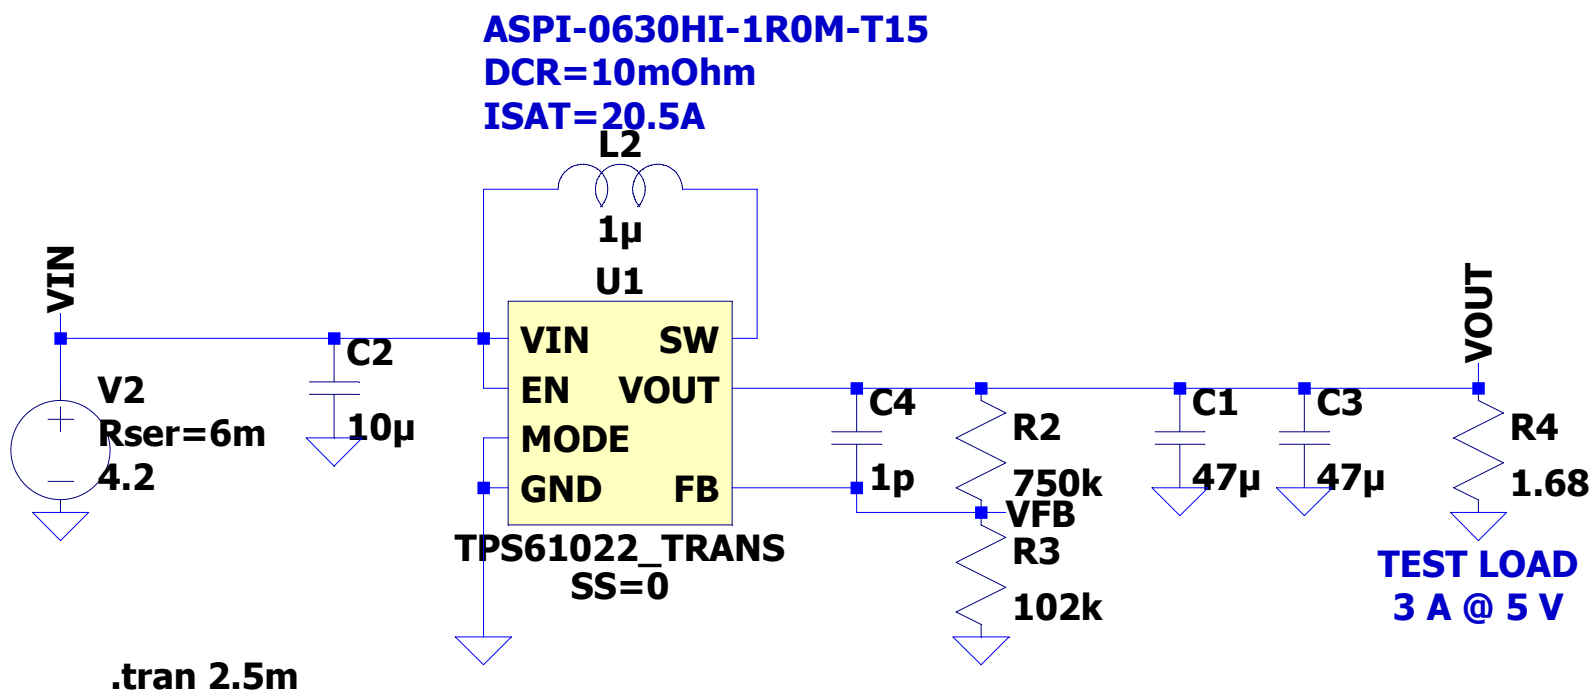 ASPI-0630HI-1R0M-T15
DCR=10mOhm
ISAT=20.5A
L2
1µ
U1
VIN
VIN
SW
EN
VOUT
MODE
GND
FB
TPS61022_TRANS
SS=0
V2
Rser=6m
4.2
C2
10µ
C4
1p
R2
750k
VFB
R3
102k
C1
47µ
C3
47µ
VOUT
R4
1.68
TEST LOAD
3 A @ 5 V
.tran 2.5m